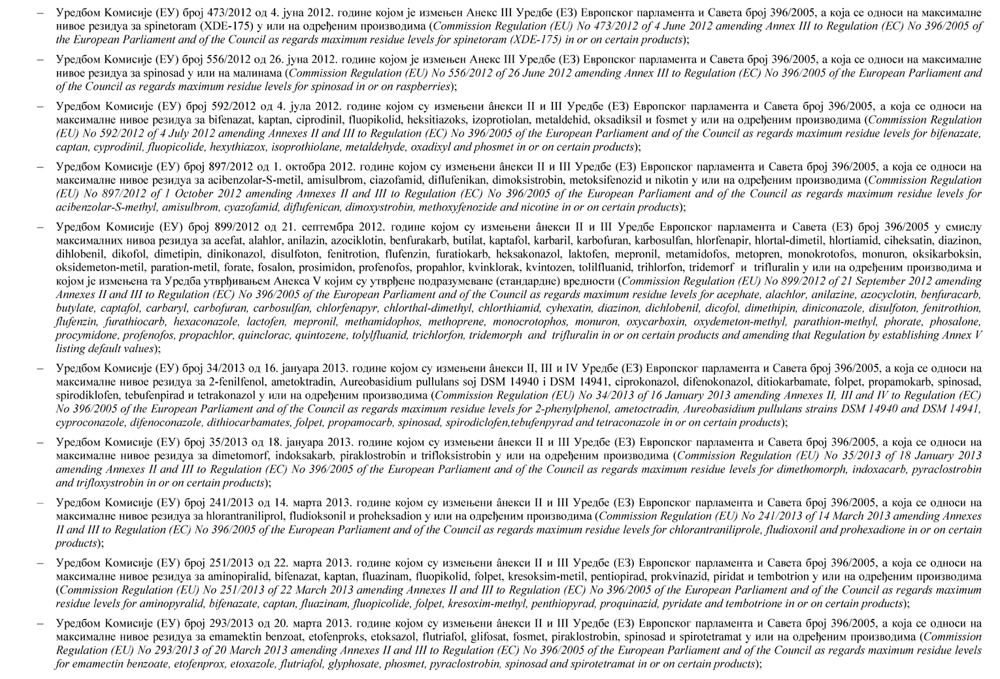 – Уредбом Комисије (ЕУ) број 473/2012 од 4. јуна 2012. године којом је измењен Анекс III Уредбе (ЕЗ) Европског парламента и Савета број 396/2005, а која се односи на максималне
нивое резидуа за spinetoram (XDE-175) у или на одређеним производима (Commission Regulation (EU) No 473/2012 of 4 June 2012 amending Annex III to Regulation (EC) No 396/2005 of
the European Parliament and of the Council as regards maximum residue levels for spinetoram (XDE-175) in or on certain products);
– Уредбом Комисије (ЕУ) број 556/2012 од 26. јуна 2012. године којом је измењен Анекс III Уредбе (ЕЗ) Европског парламента и Савета број 396/2005, а која се односи на максималне
нивое резидуа за spinosad у или на малинама (Commission Regulation (EU) No 556/2012 of 26 June 2012 amending Annex III to Regulation (EC) No 396/2005 of the European Parliament and
of the Council as regards maximum residue levels for spinosad in or on raspberries);
– Уредбом Комисије (ЕУ) број 592/2012 од 4. јула 2012. године којом су измењени âнекси II и III Уредбе (ЕЗ) Европског парламента и Савета број 396/2005, а која се односи на
максималне нивое резидуа за bifenazat, kaptan, ciprodinil, fluopikolid, heksitiazoks, izoprotiolan, metaldehid, oksadiksil и fosmet у или на одређеним производима (Commission Regulation
(EU) No 592/2012 of 4 July 2012 amending Annexes II and III to Regulation (EC) No 396/2005 of the European Parliament and of the Council as regards maximum residue levels for bifenazate,
captan, cyprodinil, fluopicolide, hexythiazox, isoprothiolane, metaldehyde, oxadixyl and phosmet in or on certain products);
– Уредбом Комисије (ЕУ) број 897/2012 од 1. октобра 2012. године којом су измењени âнекси II и III Уредбе (ЕЗ) Европског парламента и Савета број 396/2005, а која се односи на
максималне нивое резидуа за acibenzolar-S-metil, amisulbrom, ciazofamid, diflufenikan, dimoksistrobin, metoksifenozid и nikotin у или на одређеним производима (Commission Regulation
(EU) No 897/2012 of 1 October 2012 amending Annexes II and III to Regulation (EC) No 396/2005 of the European Parliament and of the Council as regards maximum residue levels for
acibenzolar-S-methyl, amisulbrom, cyazofamid, diflufenican, dimoxystrobin, methoxyfenozide and nicotine in or on certain products);
– Уредбом Комисије (ЕУ) број 899/2012 од 21. септембра 2012. године којом су измењени âнекси II и III Уредбе Европског парламента и Савета (ЕЗ) број 396/2005 у смислу
максималних нивоа резидуа за acefat, alahlor, anilazin, azociklotin, benfurakarb, butilat, kaptafol, karbaril, karbofuran, karbosulfan, hlorfenapir, hlortal-dimetil, hlortiamid, ciheksatin, diazinon,
dihlobenil, dikofol, dimetipin, dinikonazol, disulfoton, fenitrotion, flufenzin, furatiokarb, heksakonazol, laktofen, mepronil, metamidofos, metopren, monokrotofos, monuron, oksikarboksin,
oksidemeton-metil, paration-metil, forate, fosalon, prosimidon, profenofos, propahlor, kvinklorak, kvintozen, tolilfluanid, trihlorfon, tridemorf и trifluralin у или на одређеним производима и
којом је измењена та Уредба утврђивањем Анекса V којим су утврђене подразумеване (стандардне) вредности (Commission Regulation (EU) No 899/2012 of 21 September 2012 amending
Annexes II and III to Regulation (EC) No 396/2005 of the European Parliament and of the Council as regards maximum residue levels for acephate, alachlor, anilazine, azocyclotin, benfuracarb,
butylate, captafol, carbaryl, carbofuran, carbosulfan, chlorfenapyr, chlorthal-dimethyl, chlorthiamid, cyhexatin, diazinon, dichlobenil, dicofol, dimethipin, diniconazole, disulfoton, fenitrothion,
flufenzin, furathiocarb, hexaconazole, lactofen, mepronil, methamidophos, methoprene, monocrotophos, monuron, oxycarboxin, oxydemeton-methyl, parathion-methyl, phorate, phosalone,
procymidone, profenofos, propachlor, quinclorac, quintozene, tolylfluanid, trichlorfon, tridemorph and trifluralin in or on certain products and amending that Regulation by establishing Annex V
listing default values);
– Уредбом Комисије (ЕУ) број 34/2013 од 16. јануара 2013. године којом су измењени âнекси II, III и IV Уредбе (ЕЗ) Европског парламента и Савета број 396/2005, а која се односи на
максималне нивое резидуа за 2-fenilfenol, ametoktradin, Aureobasidium pullulans soj DSM 14940 i DSM 14941, ciprokonazol, difenokonazol, ditiokarbamate, folpet, propamokarb, spinosad,
spirodiklofen, tebufenpirad и tetrakonazol у или на одређеним производима (Commission Regulation (EU) No 34/2013 of 16 January 2013 amending Annexes II, III and IV to Regulation (EC)
No 396/2005 of the European Parliament and of the Council as regards maximum residue levels for 2-phenylphenol, ametoctradin, Aureobasidium pullulans strains DSM 14940 and DSM 14941,
cyproconazole, difenoconazole, dithiocarbamates, folpet, propamocarb, spinosad, spirodiclofen,tebufenpyrad and tetraconazole in or on certain products);
– Уредбом Комисије (ЕУ) број 35/2013 од 18. јануара 2013. године којом су измењени âнекси II и III Уредбе (ЕЗ) Европског парламента и Савета број 396/2005, а која се односи на
максималне нивое резидуа за dimetomorf, indoksakarb, piraklostrobin и trifloksistrobin у или на одређеним производима (Commission Regulation (EU) No 35/2013 of 18 January 2013
amending Annexes II and III to Regulation (EC) No 396/2005 of the European Parliament and of the Council as regards maximum residue levels for dimethomorph, indoxacarb, pyraclostrobin
and trifloxystrobin in or on certain products);
– Уредбом Комисије (ЕУ) број 241/2013 од 14. марта 2013. године којом су измењени âнекси II и III Уредбе (ЕЗ) Европског парламента и Савета број 396/2005, а која се односи на
максималне нивое резидуа за hlorantraniliprol, fludioksonil и proheksadion у или на одређеним производима (Commission Regulation (EU) No 241/2013 of 14 March 2013 amending Annexes
II and III to Regulation (EC) No 396/2005 of the European Parliament and of the Council as regards maximum residue levels for chlorantraniliprole, fludioxonil and prohexadione in or on certain
products);
– Уредбом Комисије (ЕУ) број 251/2013 од 22. марта 2013. године којом су измењени âнекси II и III Уредбе (ЕЗ) Европског парламента и Савета број 396/2005, а која се односи на
максималне нивое резидуа за aminopiralid, bifenazat, kaptan, fluazinam, fluopikolid, folpet, kresoksim-metil, pentiopirad, prokvinazid, piridat и tembotrion у или на одређеним производима
(Commission Regulation (EU) No 251/2013 of 22 March 2013 amending Annexes II and III to Regulation (EC) No 396/2005 of the European Parliament and of the Council as regards maximum
residue levels for aminopyralid, bifenazate, captan, fluazinam, fluopicolide, folpet, kresoxim-methyl, penthiopyrad, proquinazid, pyridate and tembotrione in or on certain products);
– Уредбом Комисије (ЕУ) број 293/2013 од 20. марта 2013. године којом су измењени âнекси II и III Уредбе (ЕЗ) Европског парламента и Савета број 396/2005, а која се односи на
максималне нивое резидуа за emamektin benzoat, etofenproks, etoksazol, flutriafol, glifosat, fosmet, piraklostrobin, spinosad и spirotetramat у или на одређеним производима (Commission
Regulation (EU) No 293/2013 of 20 March 2013 amending Annexes II and III to Regulation (EC) No 396/2005 of the European Parliament and of the Council as regards maximum residue levels
for emamectin benzoate, etofenprox, etoxazole, flutriafol, glyphosate, phosmet, pyraclostrobin, spinosad and spirotetramat in or on certain products);